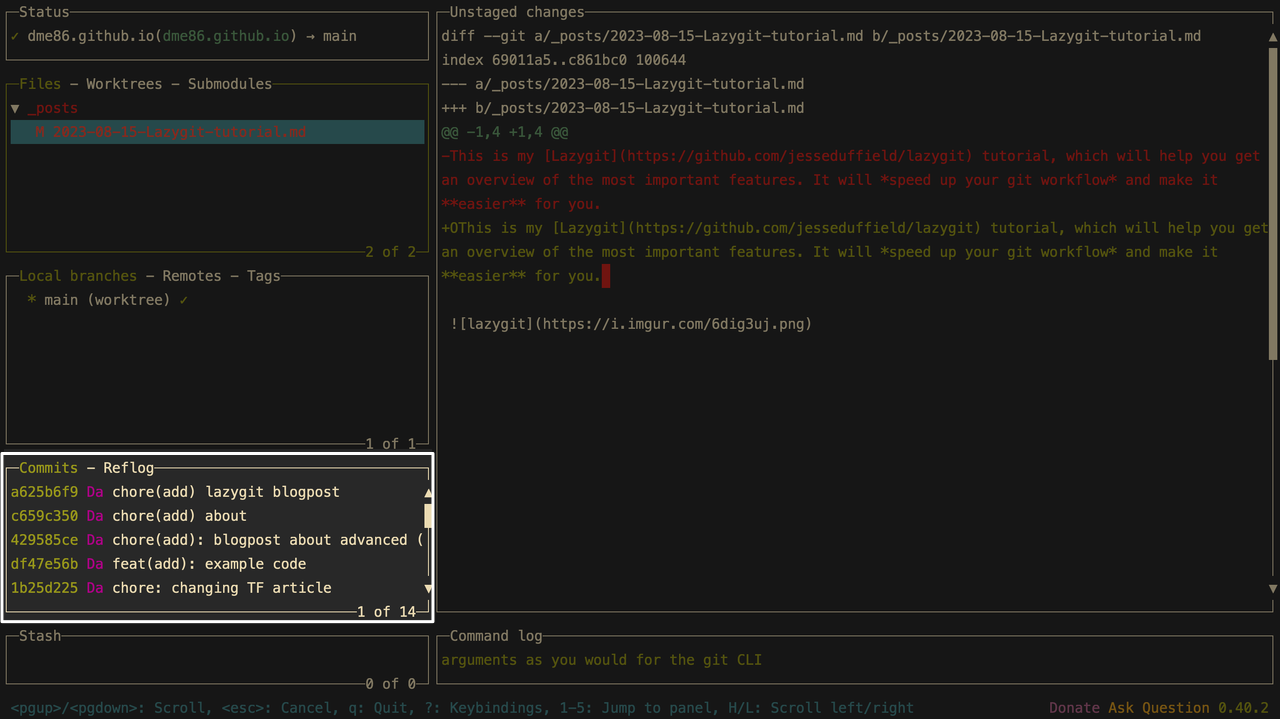 Status
✓ dme86.github.io(dme86.github.io) → main
Files - Worktrees - Submodules
▼ _posts
M 2023-08-15-Lazygit-tutorial.md
2 of 2
Local branches - Remotes - Tags
* main (worktree) ✓
1 of 1
Commits - Reflog
a625b6f9 Da chore(add) lazygit blogpost
c659c350 Da chore(add) about
429585ce Da chore(add): blogpost about advanced (
df47e56b Da feat(add): example code
1b25d225 Da chore: changing TF article
1 of 14
Stash
0 of 0
Unstaged changes
diff --git a/_posts/2023-08-15-Lazygit-tutorial.md b/_posts/2023-08-15-Lazygit-tutorial.md
index 69011a5..c861bc0 100644
--- a/_posts/2023-08-15-Lazygit-tutorial.md
+++ b/_posts/2023-08-15-Lazygit-tutorial.md
@@ -1,4 +1,4 @@
-This is my [Lazygit](https://github.com/jesseduffield/lazygit) tutorial, which will help you get
an overview of the most important features. It will *speed up your git workflow* and make it
**easier** for you.
+OThis is my [Lazygit](https://github.com/jesseduffield/lazygit) tutorial, which will help you get
an overview of the most important features. It will *speed up your git workflow* and make it
**easier** for you.
![lazygit](https://i.imgur.com/6dig3uj.png)
Command log
arguments as you would for the git CLI
<pgup>/<pgdown>: Scroll, <esc>: Cancel, q: Quit, ?: Keybindings, 1-5: Jump to panel, H/L: Scroll left/right
Donate Ask Question 0.40.2